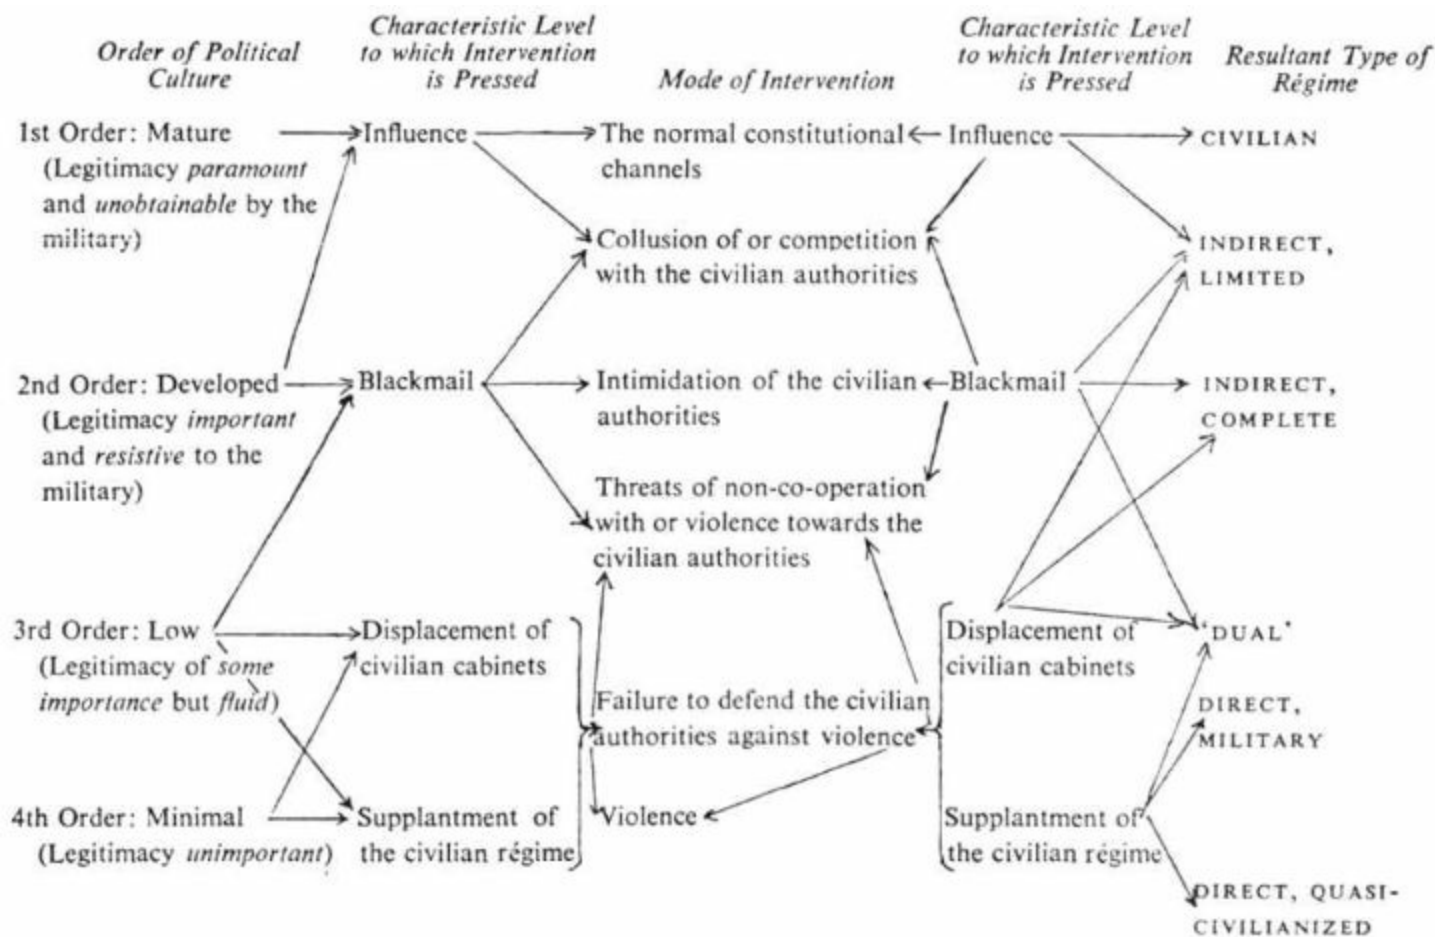 Order of Political
Culture
Characteristic Level
to which Intervention
is Pressed
Mode of Intervention
Characteristic Level
to which Intervention
is Pressed
Resultant Type of
Régime
1st Order: Mature
(Legitimacy paramount
and unobtainable by the
military)
Influence
The normal constitutional
channels
Influence
CIVILIAN
Collusion of or competition
with the civilian authorities
INDIRECT,
LIMITED
2nd Order: Developed
(Legitimacy important
and resistive to the
military)
Blackmail
Intimidation of the civilian
authorities
Blackmail
INDIRECT,
COMPLETE
Threats of non-co-operation
with or violence towards the
civilian authorities
3rd Order: Low
(Legitimacy of some
importance but fluid)
Displacement of
civilian cabinets
Displacement of
civilian cabinets
'DUAL'
Failure to defend the civilian
authorities against violence
DIRECT,
MILITARY
4th Order: Minimal
(Legitimacy unimportant)
Supplantment of
the civilian régime
Violence
Supplantment of
the civilian régime
DIRECT, QUASI-
CIVILIANIZED